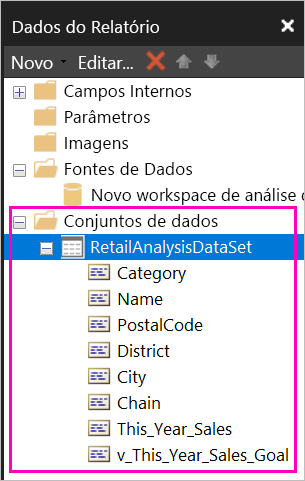 Dados do Relatório
Novo Editar...
Campos Internos
Parâmetros
Imagens
Fontes de Dados
Novo workspace de análise
Conjuntos de dados
RetailAnalysisDataSet
Category
Name
PostalCode
District
City
Chain
This_Year_Sales
v_This_Year_Sales_Goal